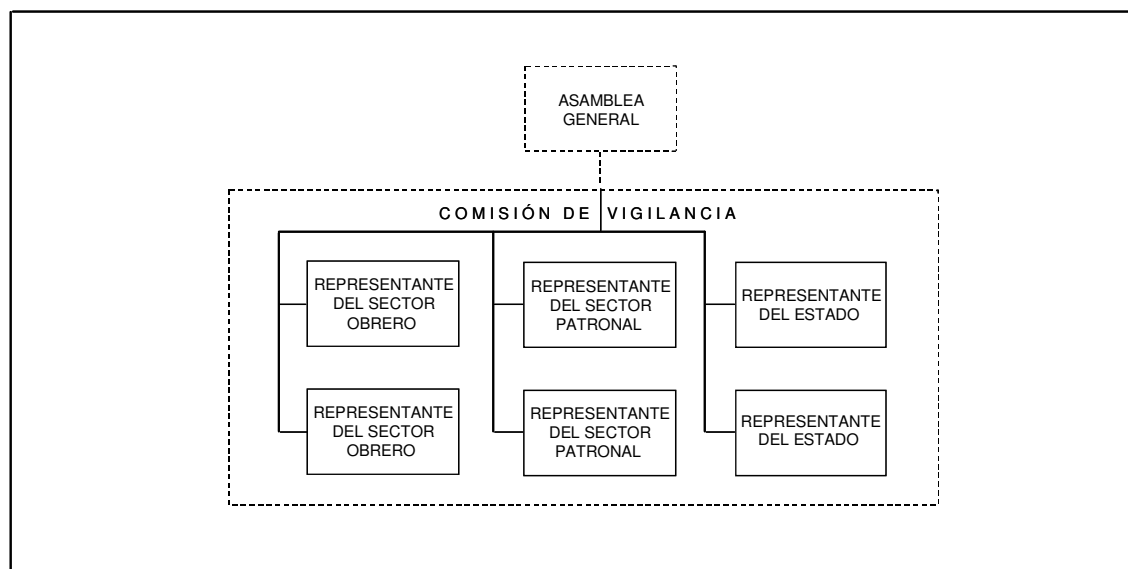 ASAMBLEA
GENERAL
COMISIÓN DE VIGILANCIA
REPRESENTANTE
DEL SECTOR
OBRERO
REPRESENTANTE
DEL SECTOR
PATRONAL
REPRESENTANTE
DEL ESTADO
REPRESENTANTE
DEL SECTOR
OBRERO
REPRESENTANTE
DEL SECTOR
PATRONAL
REPRESENTANTE
DEL ESTADO